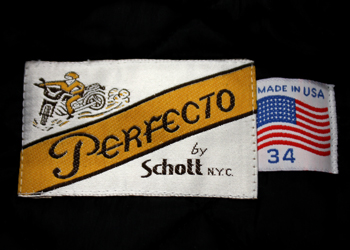 PERFECTO
by
Schott N.Y.C.
MADE IN USA
34